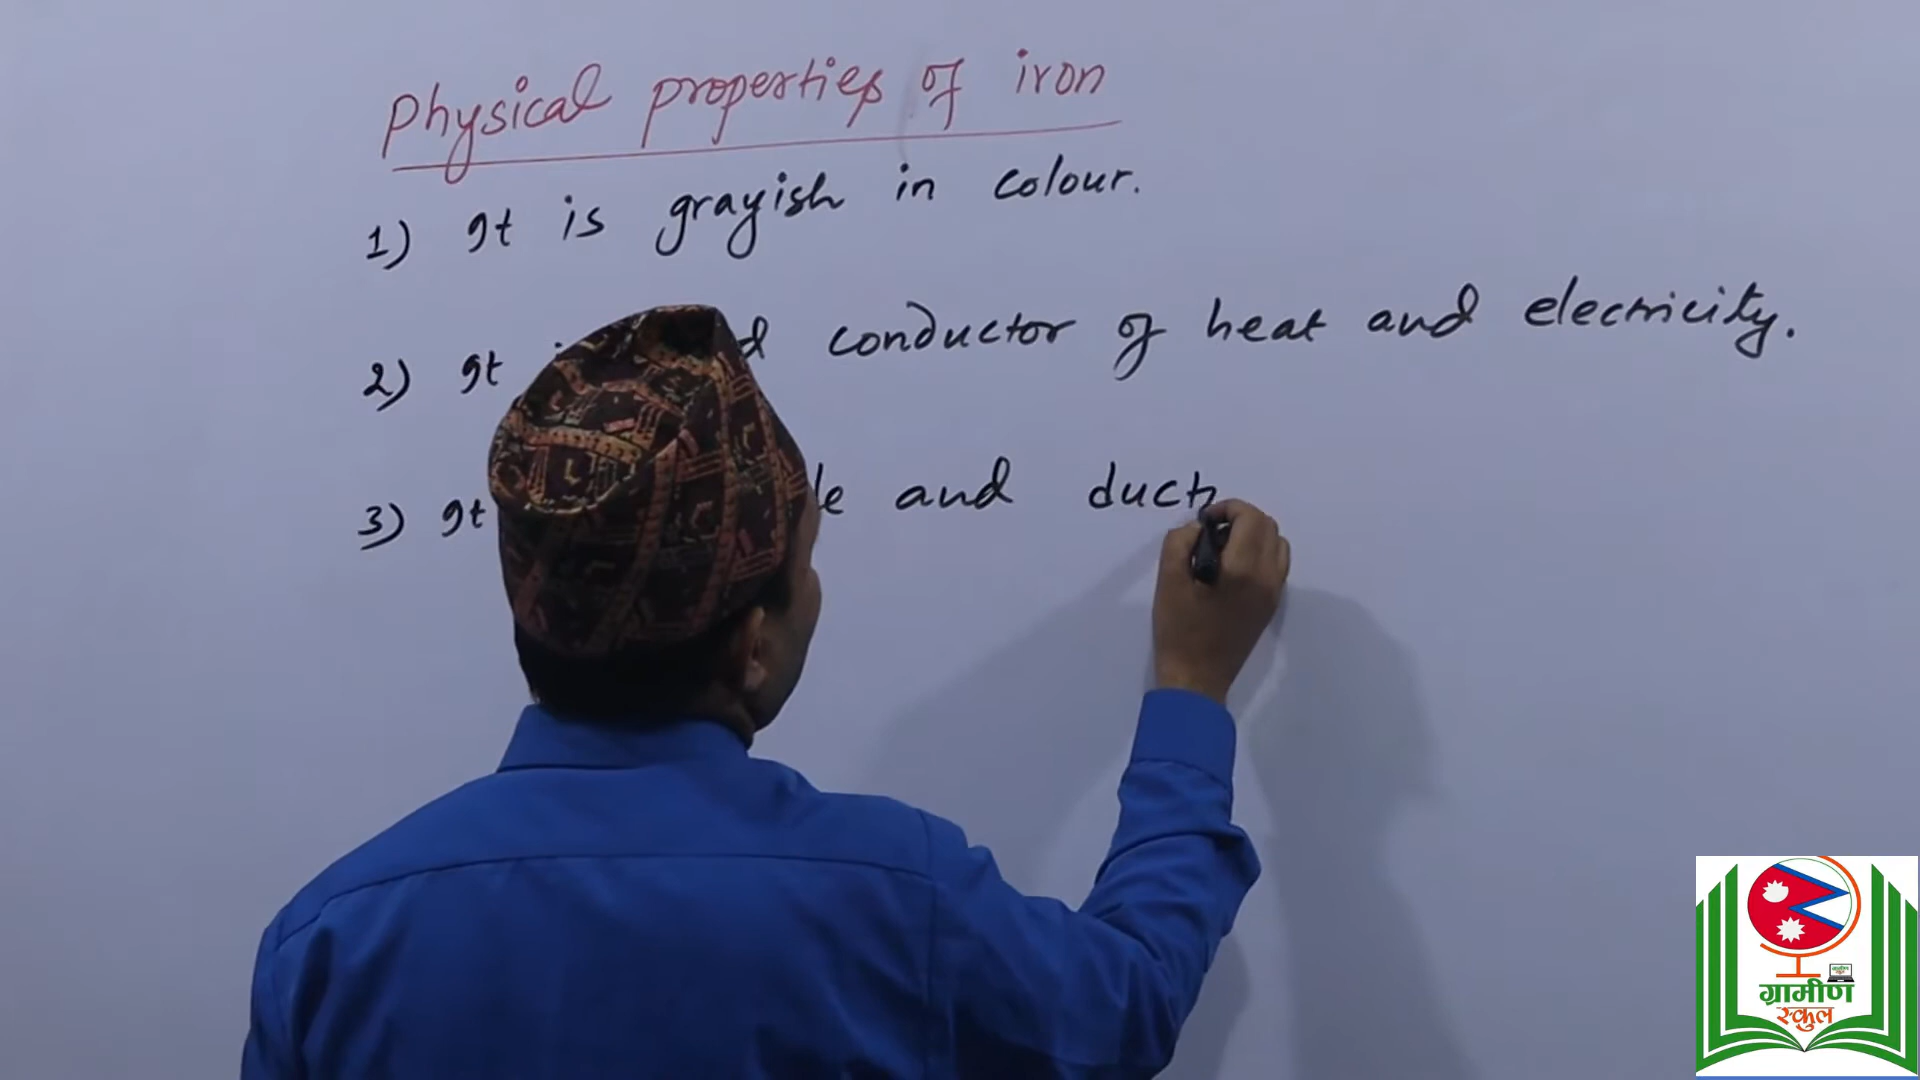 Physical properties of iron
1) It is grayish in colour.
2) It conductor of heat and electricity.
3) It and
ग्रामीण
स्कुल